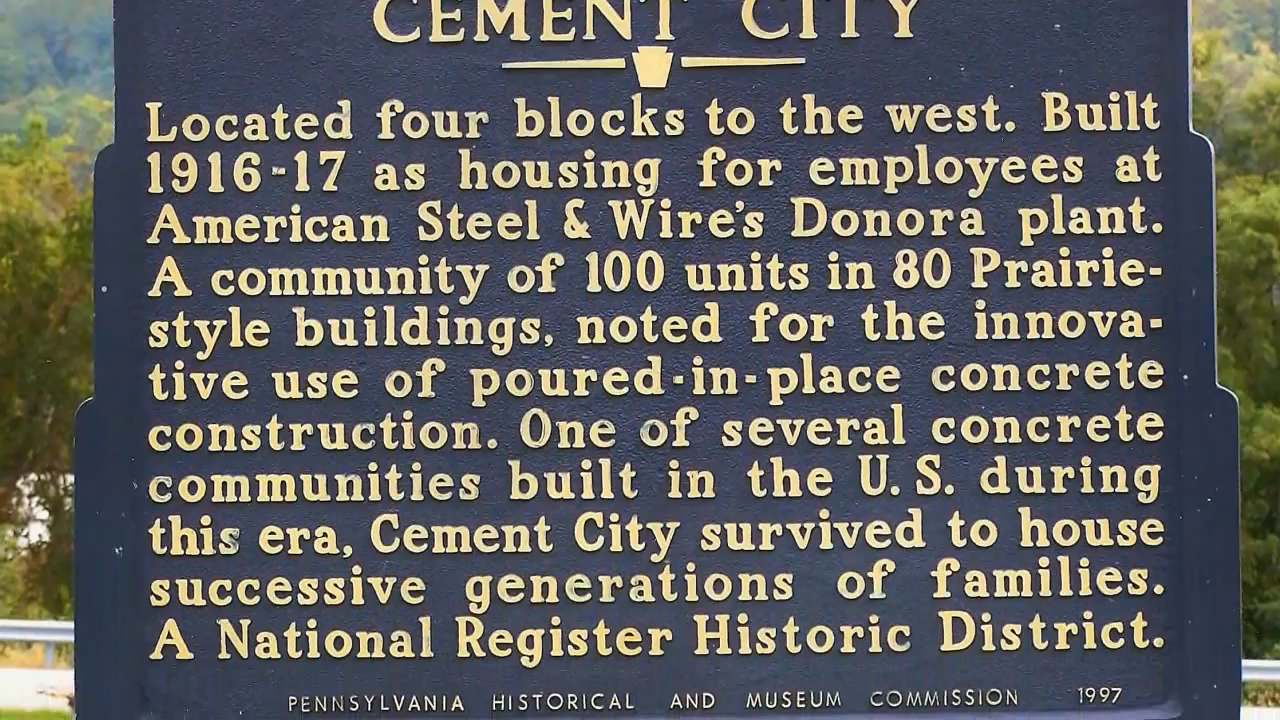 CEMENT CITY
Located four blocks to the west. Built
1916-17 as housing for employees at
American Steel & Wire's Donora plant.
A community of 100 units in 80 Prairie-
style buildings, noted for the innova-
tive use of poured-in-place concrete
construction. One of several concrete
communities built in the U.S. during
this era, Cement City survived to house
successive generations of families.
A National Register Historic District.
PENNSYLVANIA HISTORICAL AND MUSEUM COMMISSION 1997